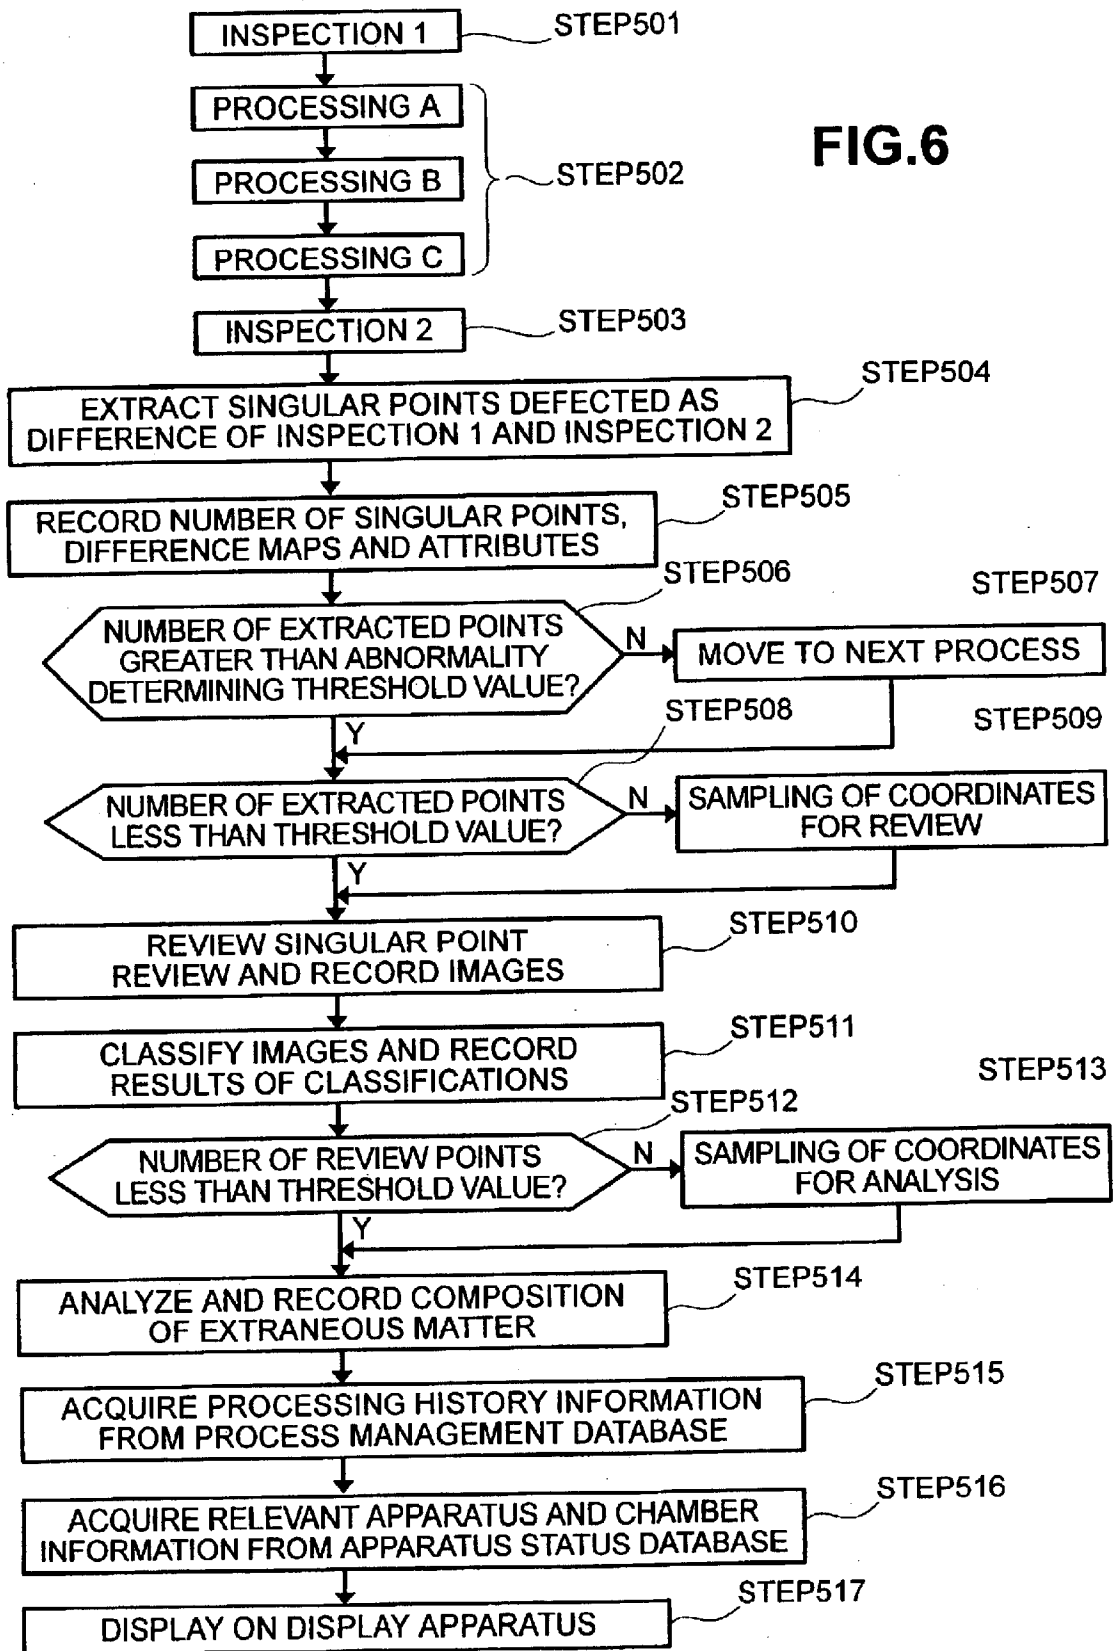 INSPECTION 1
STEP501
PROCESSING A
FIG.6
PROCESSING B
STEP502
PROCESSING C
INSPECTION 2
STEP503
STEP504
EXTRACT SINGULAR POINTS DEFECTED AS
DIFFERENCE OF INSPECTION 1 AND INSPECTION 2
STEP505
RECORD NUMBER OF SINGULAR POINTS,
DIFFERENCE MAPS AND ATTRIBUTES
STEP506
STEP507
NUMBER OF EXTRACTED POINTS
GREATER THAN ABNORMALITY
DETERMINING THRESHOLD VALUE?
N
MOVE TO NEXT PROCESS
Y
STEP508
STEP509
NUMBER OF EXTRACTED POINTS
LESS THAN THRESHOLD VALUE?
N
SAMPLING OF COORDINATES
FOR REVIEW
Y
STEP510
REVIEW SINGULAR POINT
REVIEW AND RECORD IMAGES
STEP511
CLASSIFY IMAGES AND RECORD
RESULTS OF CLASSIFICATIONS
STEP512
STEP513
NUMBER OF REVIEW POINTS
LESS THAN THRESHOLD VALUE?
N
SAMPLING OF COORDINATES
FOR ANALYSIS
Y
STEP514
ANALYZE AND RECORD COMPOSITION
OF EXTRANEOUS MATTER
STEP515
ACQUIRE PROCESSING HISTORY INFORMATION
FROM PROCESS MANAGEMENT DATABASE
STEP516
ACQUIRE RELEVANT APPARATUS AND CHAMBER
INFORMATION FROM APPARATUS STATUS DATABASE
STEP517
DISPLAY ON DISPLAY APPARATUS